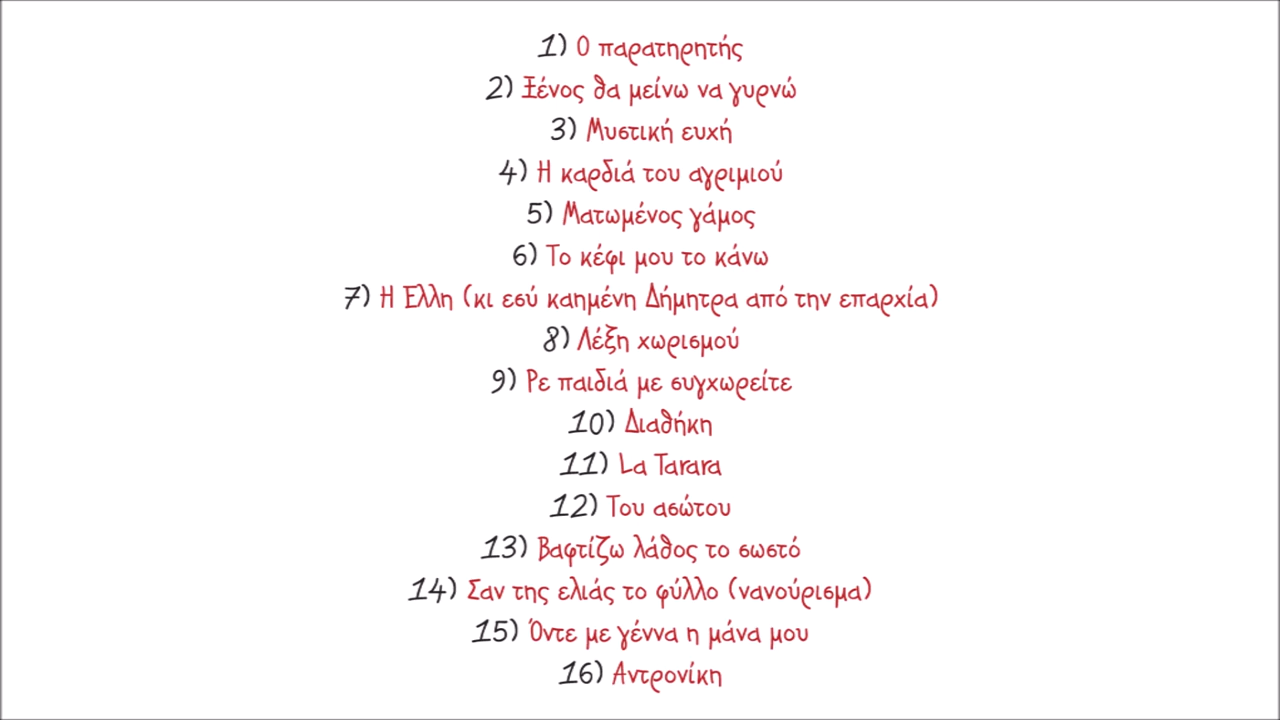 1) Ο παρατηρητής
2) Ξένος θα μείνω να γυρνώ
3) Μυστική ευχή
4) Η καρδιά του αγριμιού
5) Ματωμένος γάμος
6) Το κέφι μου το κάνω
7) Η Ελλη (κι εσύ καημένη Δήμητρα από την επαρχία)
8) Λέξη χωρισμού
9) Ρε παιδιά με συγχωρείτε
10) Διαθήκη
11) La Tarara
12) Του ασώτου
13) Βαφτίζω λάθος το σωστό
14) Σαν της ελιάς το φύλλο (νανούρισμα)
15) Όντε με γέννα η μάνα μου
16) Αντρονίκη